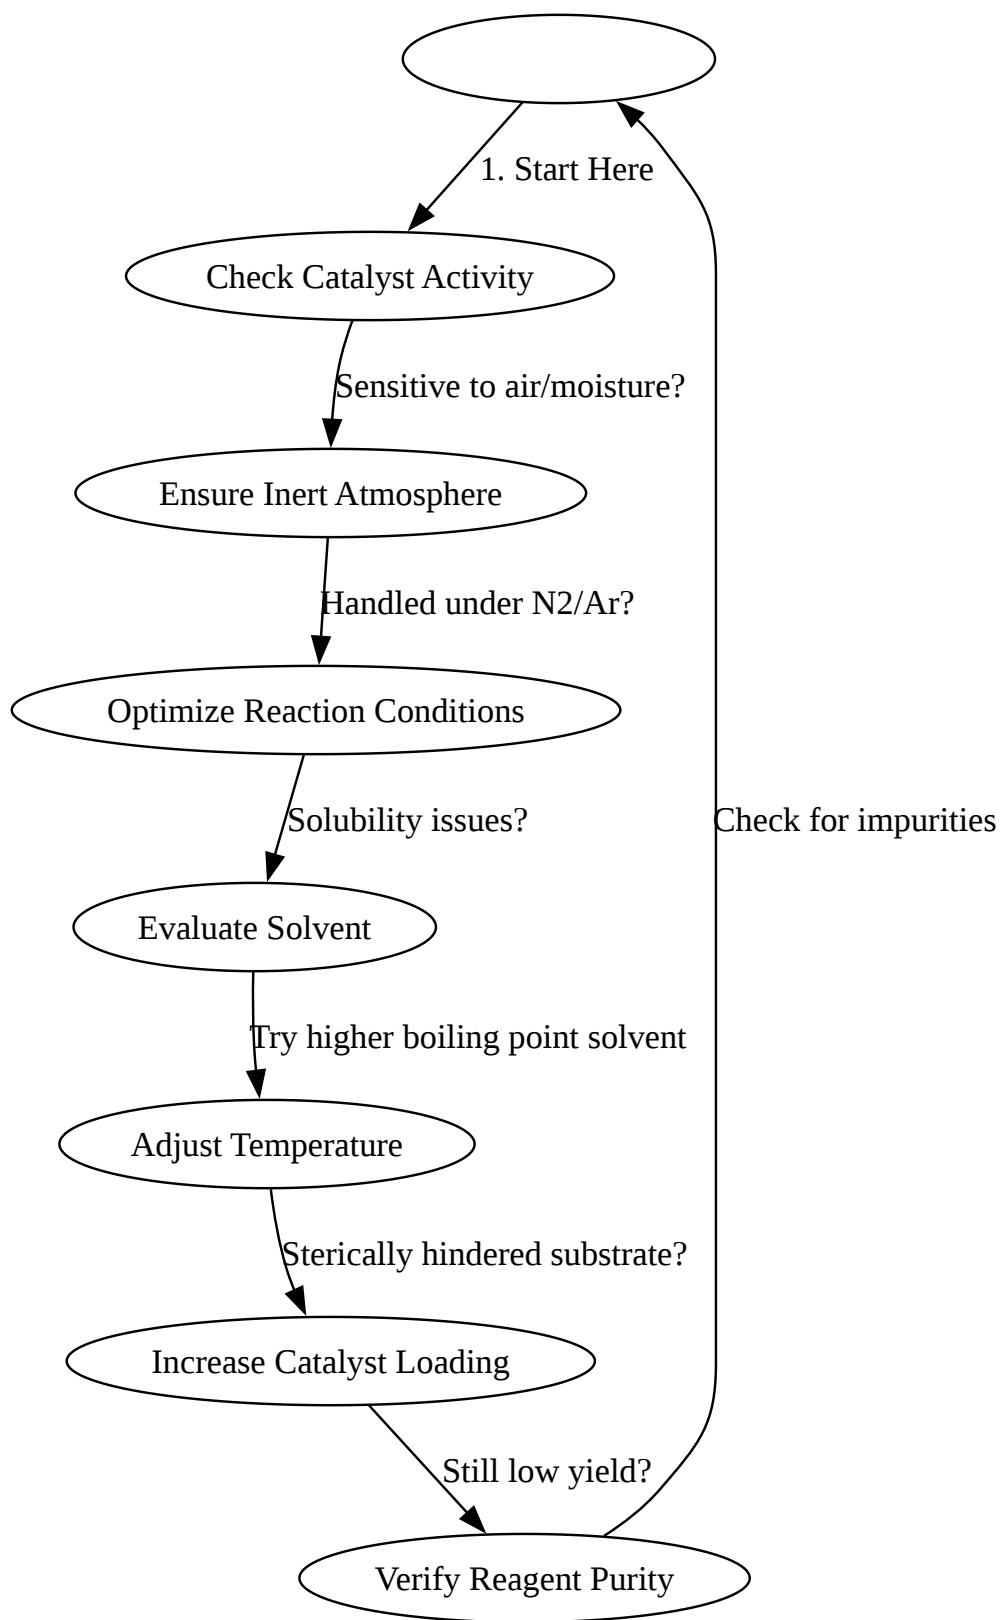 1. Start Here
Check Catalyst Activity
Sensitive to air/moisture?
Ensure Inert Atmosphere
Handled under N2/Ar?
Optimize Reaction Conditions
Solubility issues?
Check for impurities
Evaluate Solvent
Try higher boiling point solvent
Adjust Temperature
Sterically hindered substrate?
Increase Catalyst Loading
Still low yield?
Verify Reagent Purity